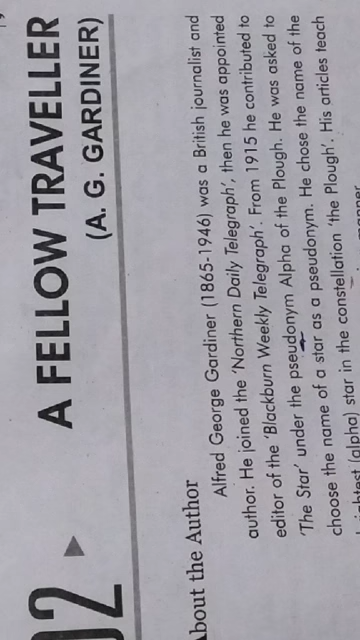 02 ▶ A FELLOW TRAVELLER
(A. G. GARDINER)
About the Author
Alfred George Gardiner (1865-1946) was a British journalist and
author. He joined the 'Northern Daily Telegraph', then he was appointed
editor of the 'Blackburn Weekly Telegraph'. From 1915 he contributed to
'The Star' under the pseudonym Alpha of the Plough. He was asked to
choose the name of a star as a pseudonym. He chose the name of the
(alpha) star in the constellation 'the Plough'. His articles teach